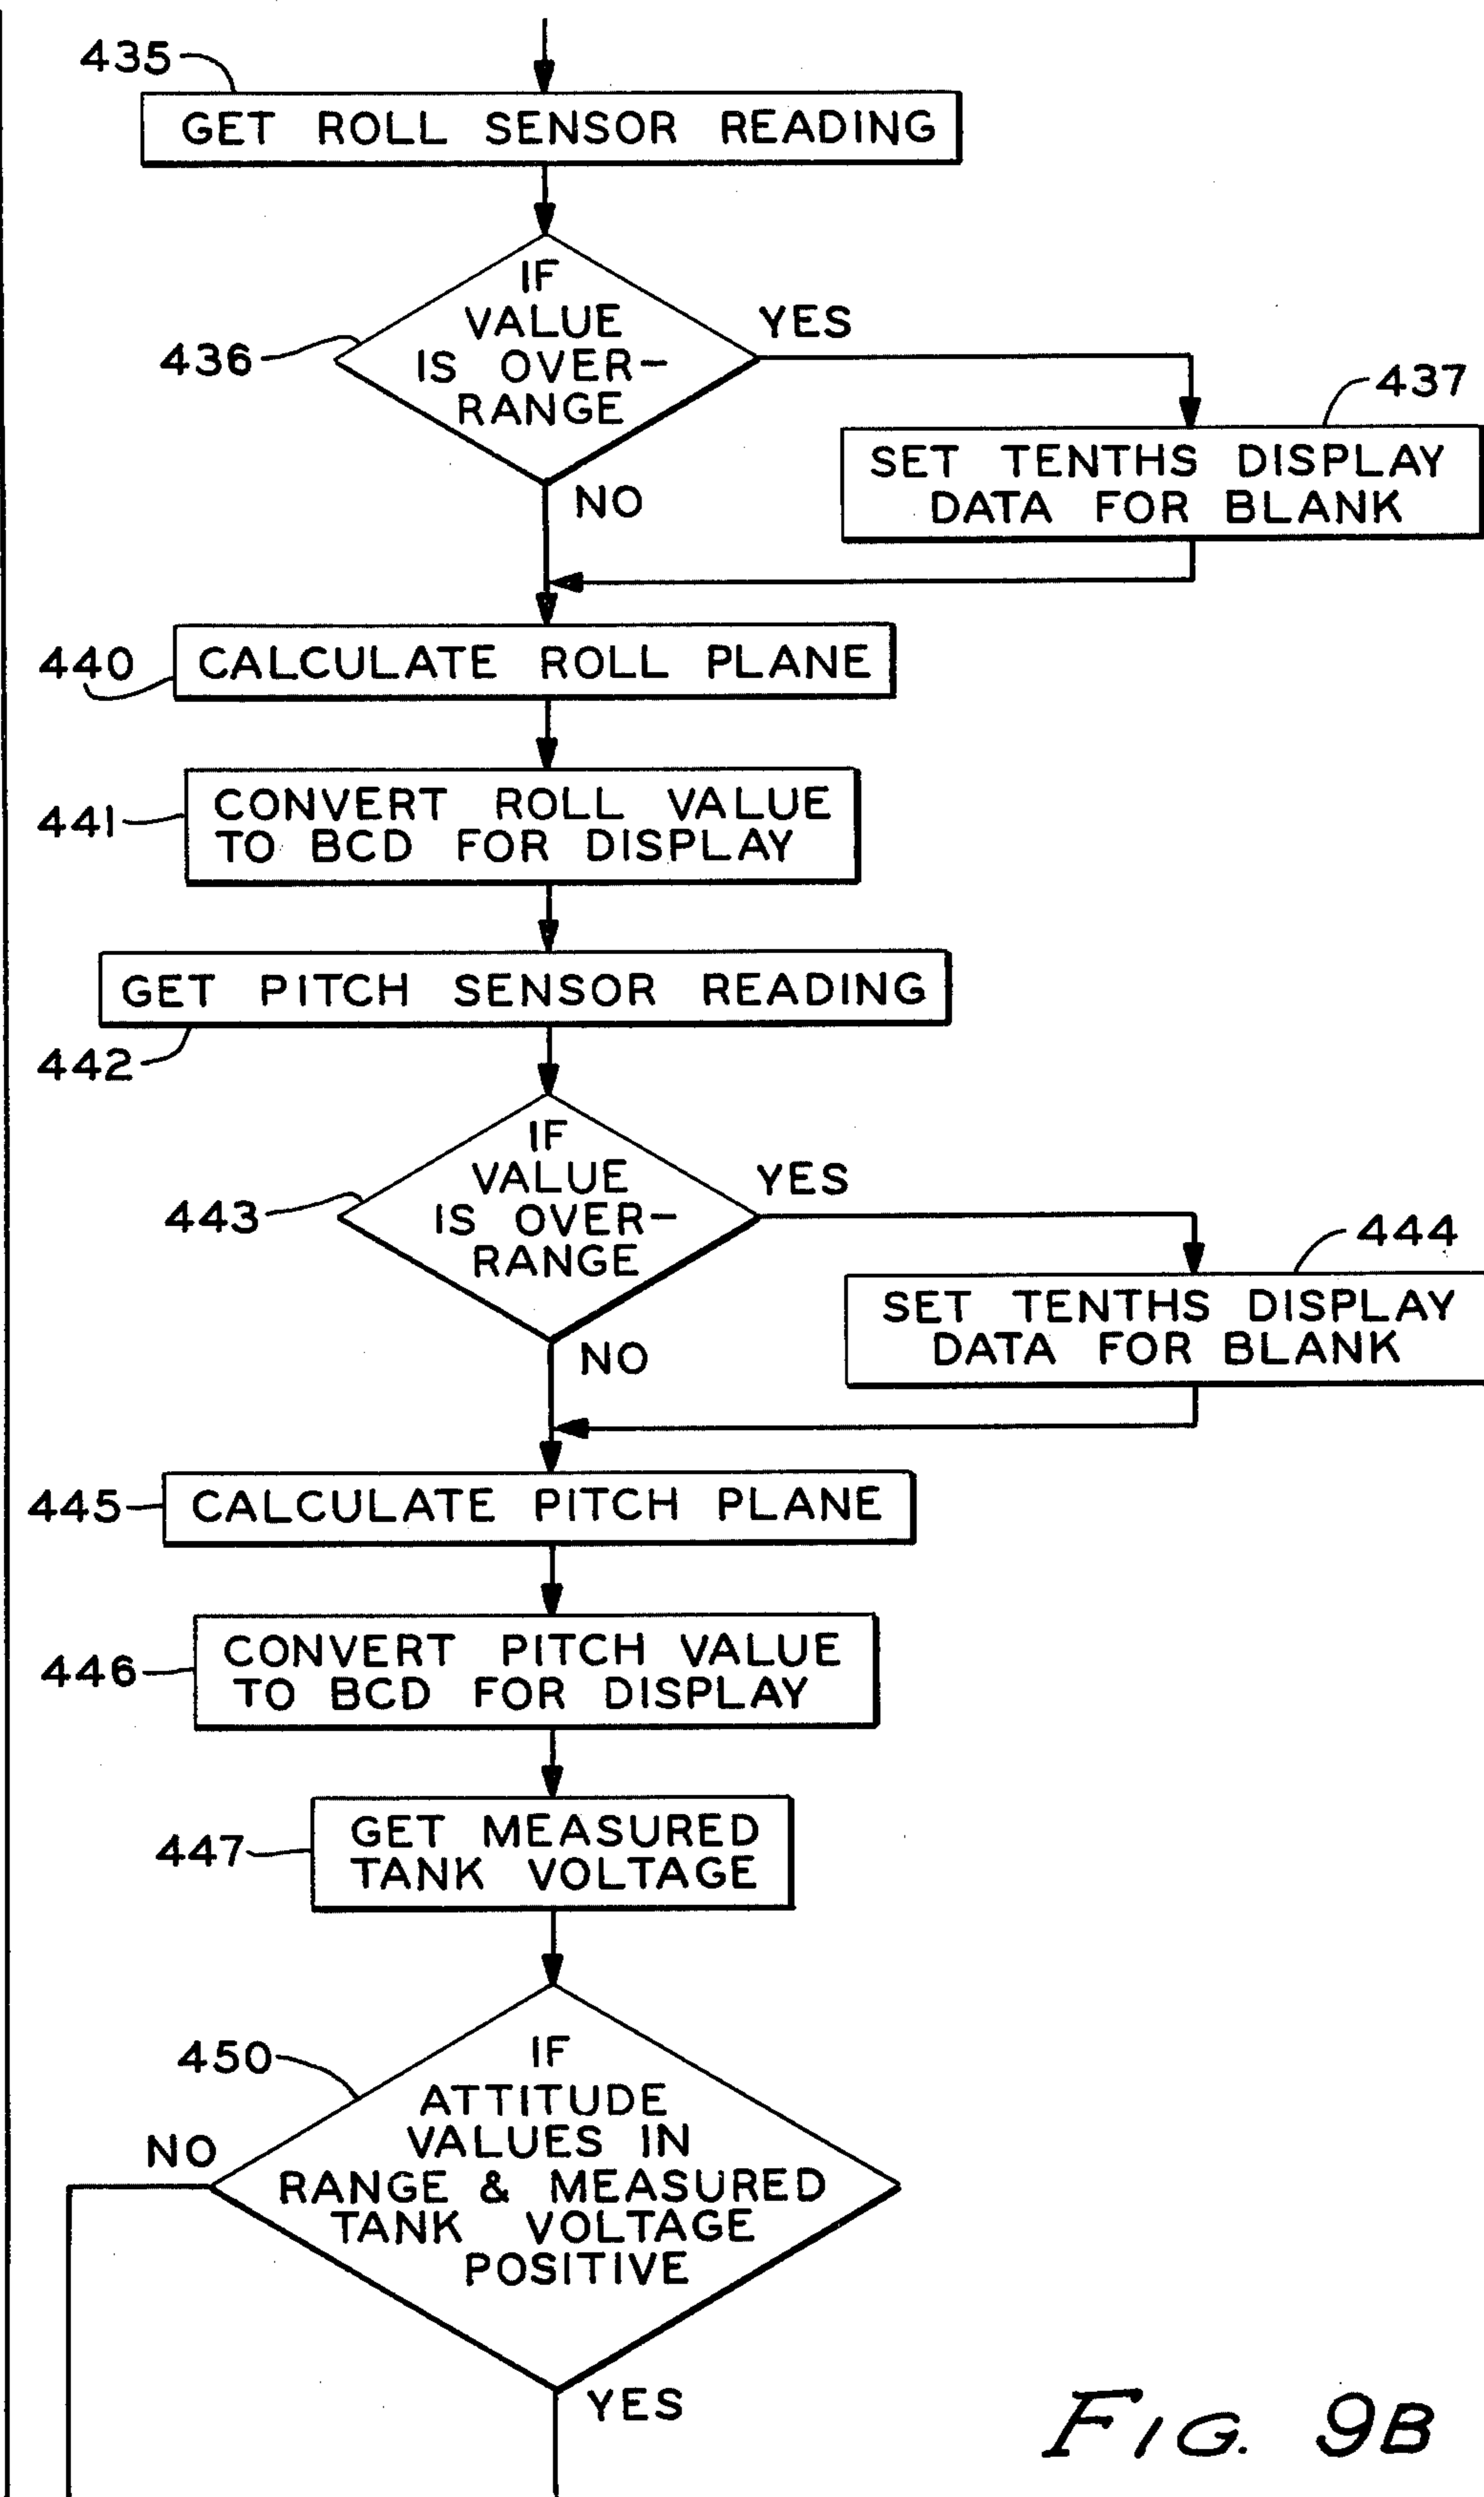 435
GET ROLL SENSOR READING
IF
VALUE
IS OVER-
RANGE
436
YES
NO
437
SET TENTHS DISPLAY
DATA FOR BLANK
440
CALCULATE ROLL PLANE
441
CONVERT ROLL VALUE
TO BCD FOR DISPLAY
GET PITCH SENSOR READING
442
IF
VALUE
IS OVER-
RANGE
443
YES
NO
444
SET TENTHS DISPLAY
DATA FOR BLANK
445
CALCULATE PITCH PLANE
446
CONVERT PITCH VALUE
TO BCD FOR DISPLAY
447
GET MEASURED
TANK VOLTAGE
450
IF
ATTITUDE
VALUES IN
RANGE & MEASURED
TANK VOLTAGE
POSITIVE
NO
YES
FIG. 9B